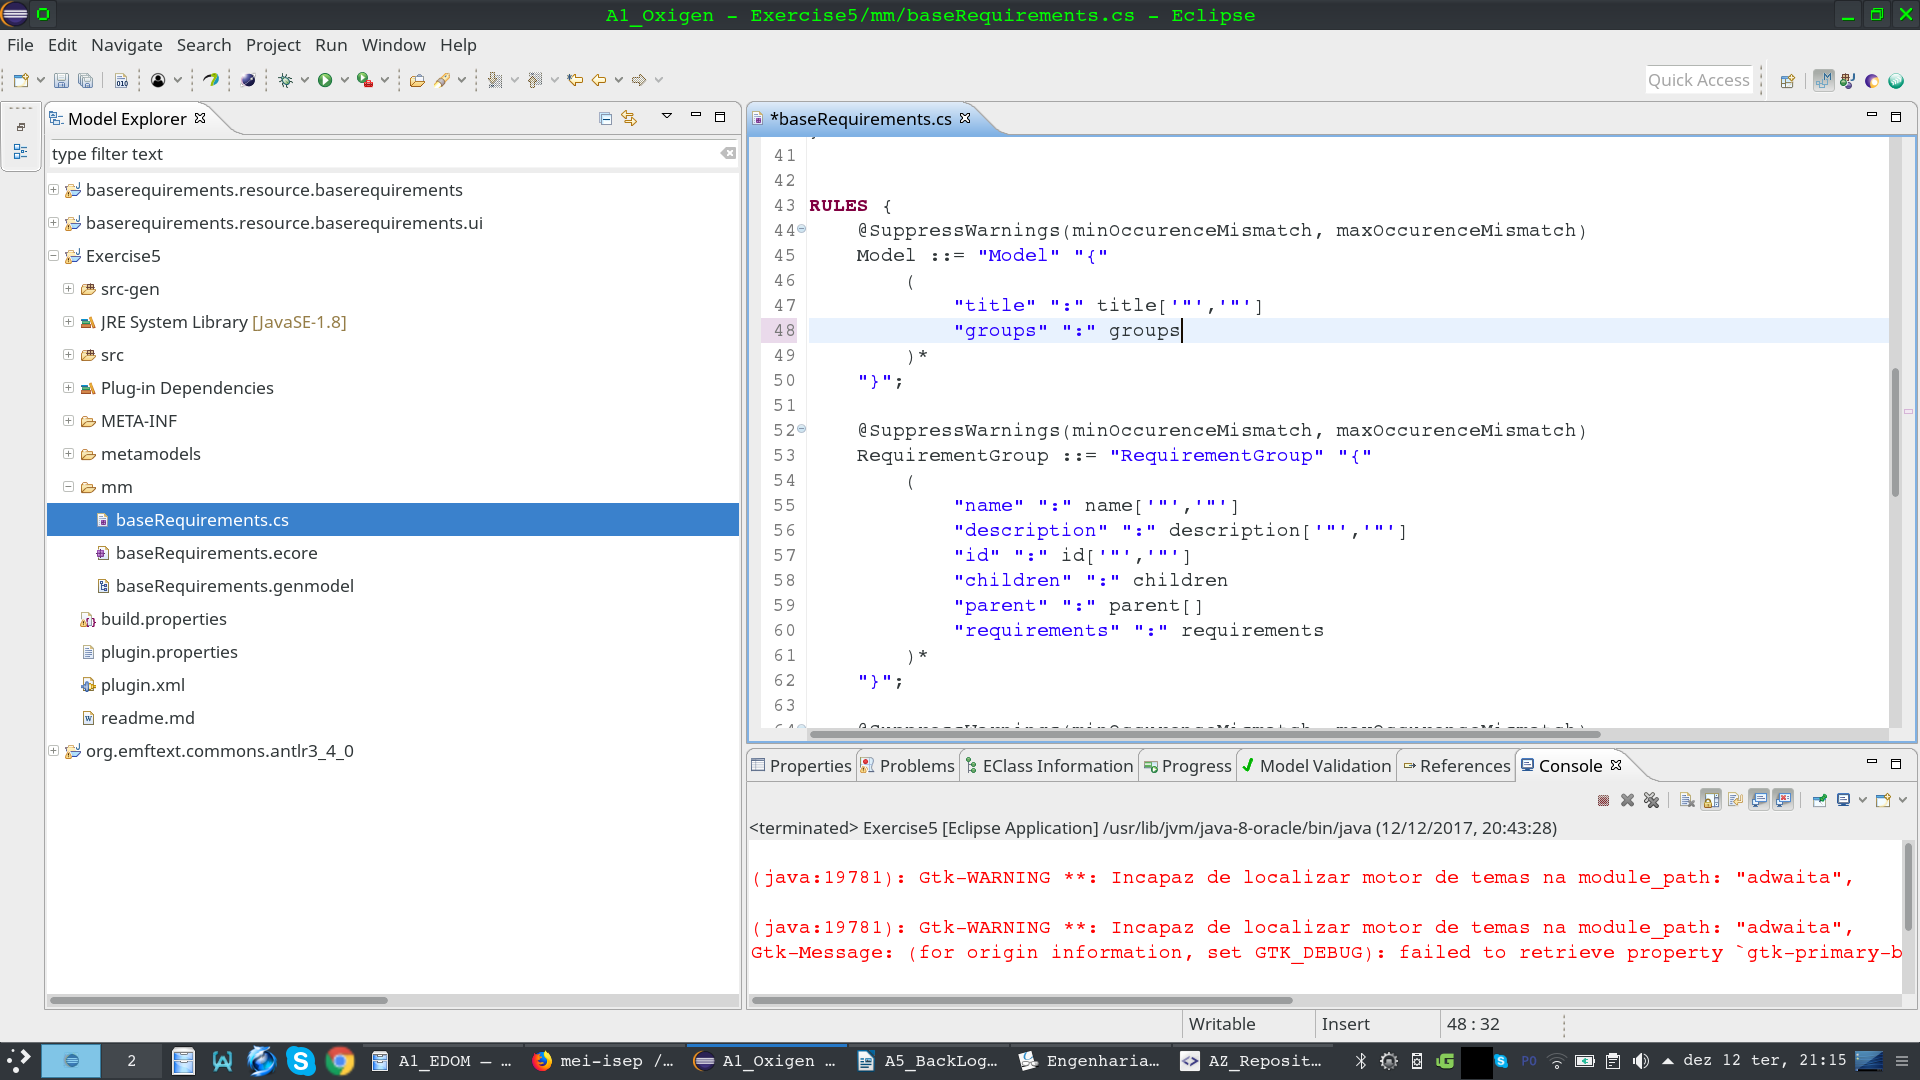 A1_Oxigen - Exercise5/mm/baseRequirements.cs - Eclipse
File Edit Navigate Search Project Run Window Help
Quick Access
Model Explorer
type filter text
baserequirements.resource.baserequirements
baserequirements.resource.baserequirements.ui
Exercise5
src-gen
JRE System Library [JavaSE-1.8]
src
Plug-in Dependencies
META-INF
metamodels
mm
baseRequirements.cs
baseRequirements.ecore
baseRequirements.genmodel
build.properties
plugin.properties
plugin.xml
readme.md
org.emftext.commons.antlr3_4_0
*baseRequirements.cs
41
42
43 RULES {
44 @SuppressWarnings(minOccurenceMismatch, maxOccurenceMismatch)
45 Model ::= "Model" "{"
46 (
47 "title" ":" title['"','"']
48 "groups" ":" groups
49 )*
50 "}";
51
52 @SuppressWarnings(minOccurenceMismatch, maxOccurenceMismatch)
53 RequirementGroup ::= "RequirementGroup" "{"
54 (
55 "name" ":" name['"','"']
56 "description" ":" description['"','"']
57 "id" ":" id['"','"']
58 "children" ":" children
59 "parent" ":" parent[]
60 "requirements" ":" requirements
61 )*
62 "}";
63
64 @SuppressWarnings(minOccurenceMismatch, maxOccurenceMismatch)
Properties Problems EClass Information Progress Model Validation References Console
<terminated> Exercise5 [Eclipse Application] /usr/lib/jvm/java-8-oracle/bin/java (12/12/2017, 20:43:28)
(java:19781): Gtk-WARNING **: Incapaz de localizar motor de temas na module_path: "adwaita",
(java:19781): Gtk-WARNING **: Incapaz de localizar motor de temas na module_path: "adwaita",
Gtk-Message: (for origin information, set GTK_DEBUG): failed to retrieve property `gtk-primary-b
Writable Insert 48 : 32
2 A1_EDOM — ... mei-isep /... A1_Oxigen ... A5_BackLog... Engenharia... AZ_Reposit... PO dez 12 ter, 21:15